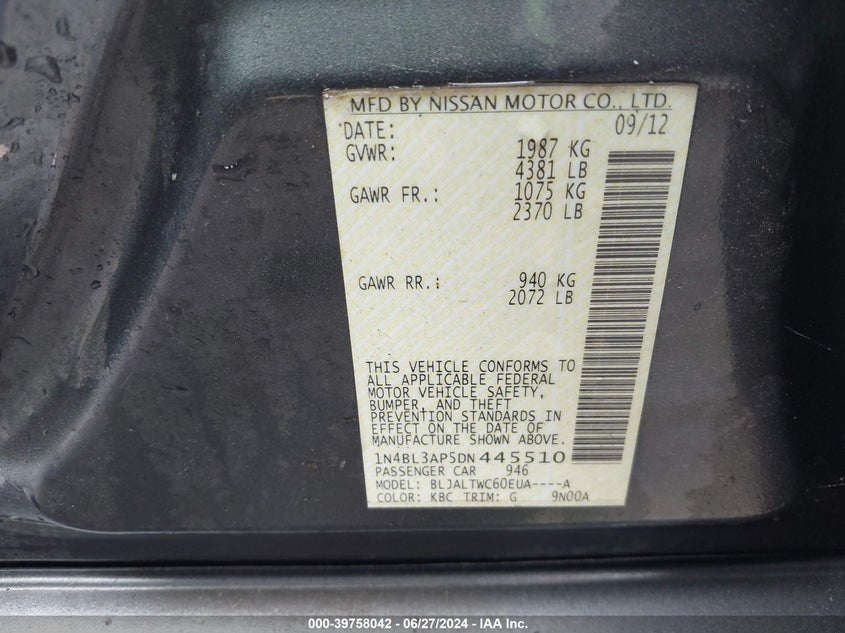 MFD BY NISSAN MOTOR CO., LTD.
DATE: 09/12
GVWR: 1987 KG
4381 LB
GAWR FR.: 1075 KG
2370 LB
GAWR RR.: 940 KG
2072 LB
THIS VEHICLE CONFORMS TO
ALL APPLICABLE FEDERAL
MOTOR VEHICLE SAFETY,
BUMPER, AND THEFT
PREVENTION STANDARDS IN
EFFECT ON THE DATE OF
MANUFACTURE SHOWN ABOVE.
1N4BL3AP5DN445510
PASSENGER CAR 946
MODEL: BLJALTWC60EUA----A
COLOR: KBC TRIM: G 9N00A
000-39758042 / 06/27/2024 - IAA Inc.